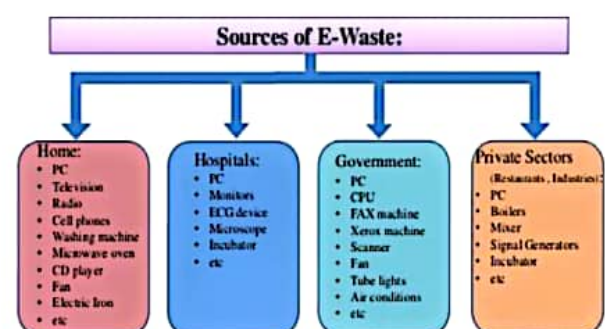 Sources of E-Waste:
Home:
• PC
• Television
• Radio
• Cell phones
• Washing machine
• Microwave oven
• CD player
• Fan
• Electric Iron
• etc
Hospitals:
• PC
• Monitors
• ECG device
• Microscope
• Incubator
• etc
Government:
• PC
• CPU
• FAX machine
• Xerox machine
• Scanner
• Fan
• Tube lights
• Air conditions
• etc
Private Sectors
(Restaurants , Industries):
• PC
• Boilers
• Mixer
• Signal Generators
• Incubator
• etc